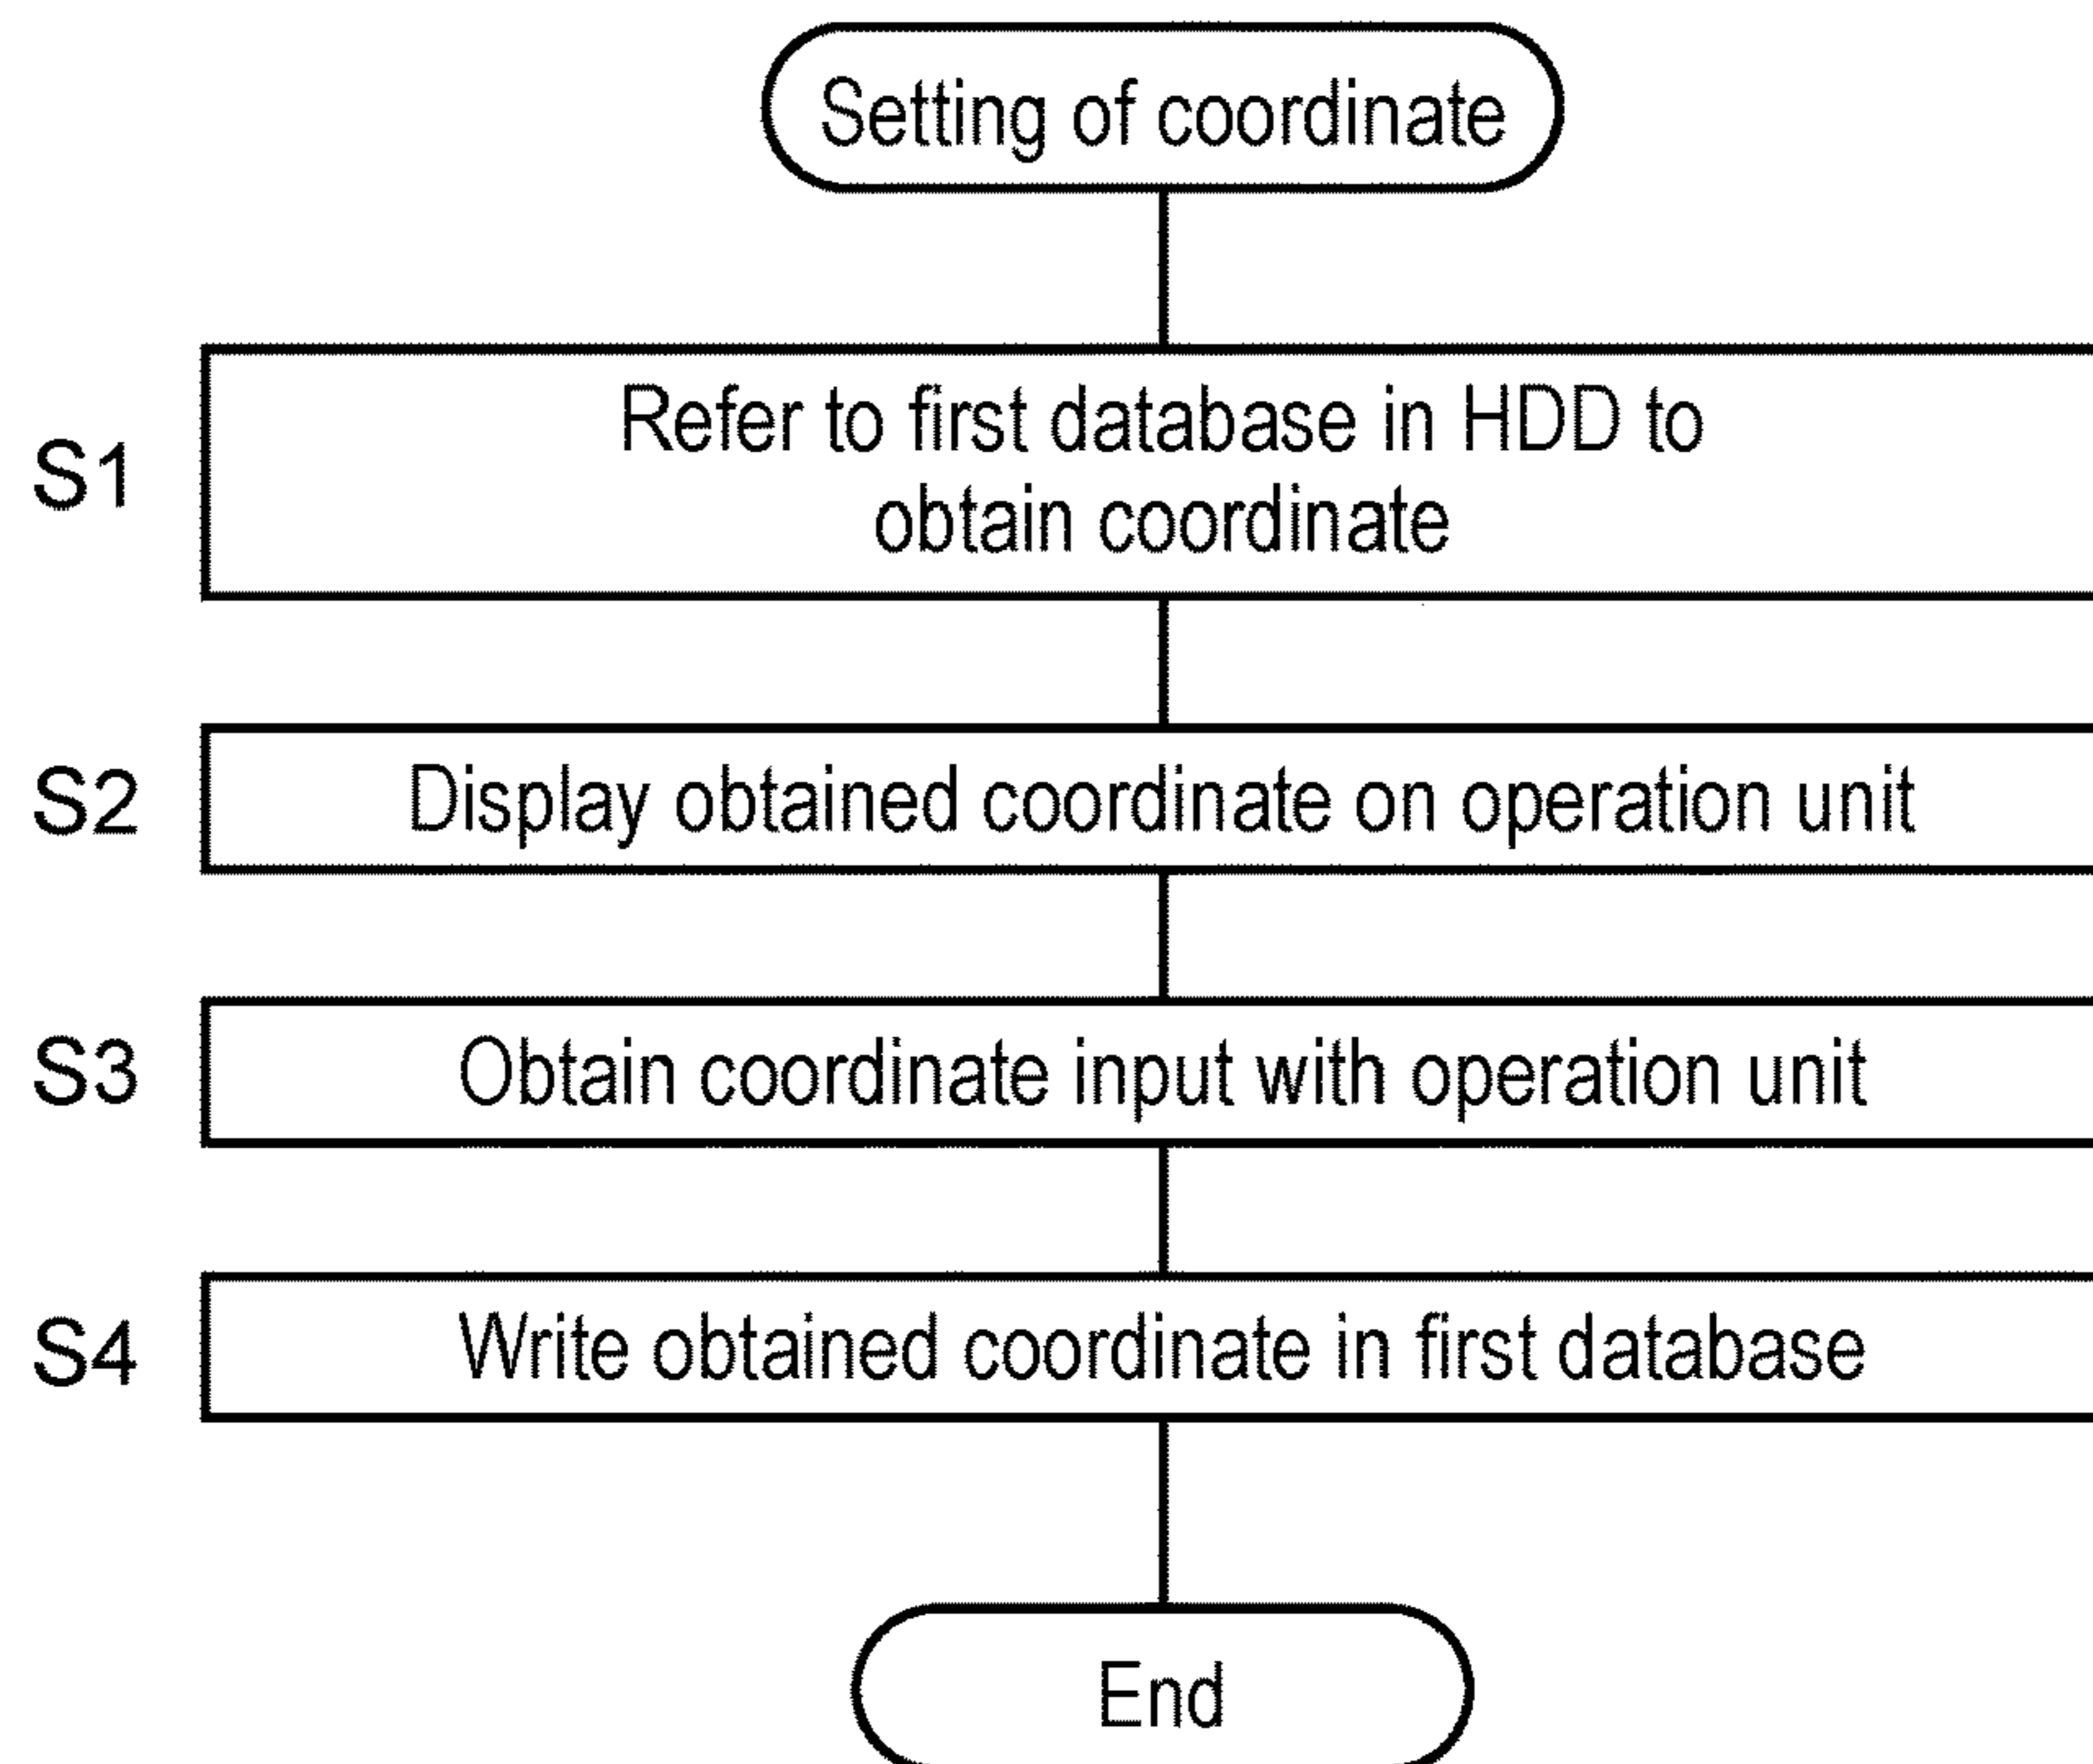 Setting of coordinate
S1
Refer to first database in HDD to
obtain coordinate
S2
Display obtained coordinate on operation unit
S3
Obtain coordinate input with operation unit
S4
Write obtained coordinate in first database
End